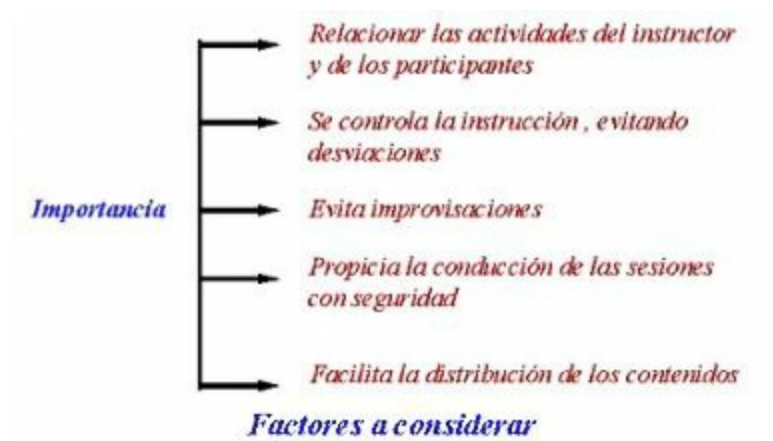 Relacionar las actividades del instructor
y de los participantes
Se controla la instrucción , evitando
desviaciones
Importancia
Evita improvisaciones
Propicia la conducción de las sesiones
con seguridad
Facilita la distribución de los contenidos
Factores a considerar